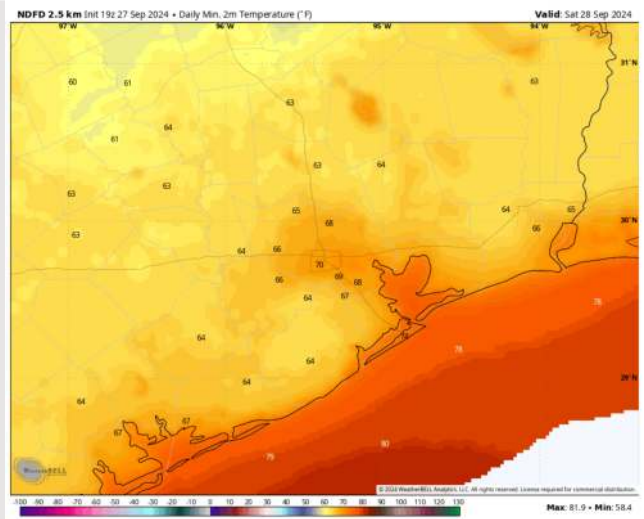 NDFD 2.5 km Init 19z 27 Sep 2024 • Daily Min. 2m Temperature (°F) Valid: Sat 28 Sep 2024
97°W 96°W 95°W 94°W
31°N
60 61 63
63
64
61
63 64
63
63
65 64 65
68 66
63
64 66
70
66 69 68
64 67
78
64
78
64
64
64
29°N
67 67
80
79
30°N
WeatherBELL
© 2024 WeatherBELL Analytics, LLC. All rights reserved. License required for commercial distribution.
-100 -90 -80 -70 -60 -50 -40 -30 -20 -10 0 10 20 30 40 50 60 70 80 90 100 110 120 130
Max: 81.9 • Min: 58.4